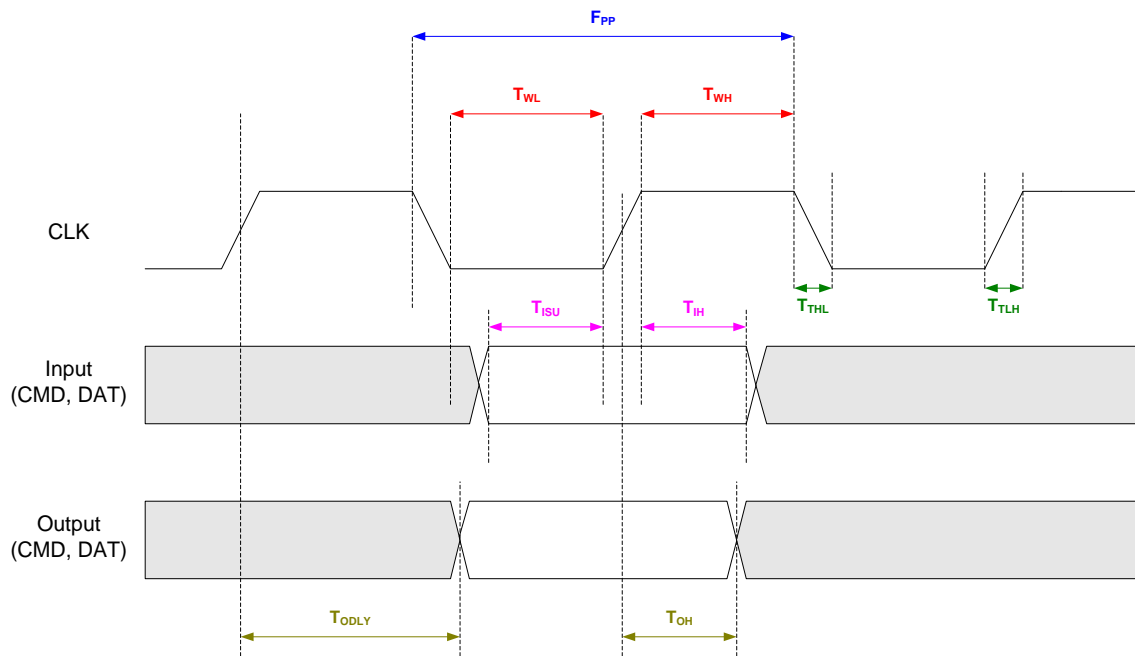 FPP
TWL
TWH
CLK
TTHL
TTLH
TISU
TIH
Input
(CMD, DAT)
Output
(CMD, DAT)
TODLY
TOH